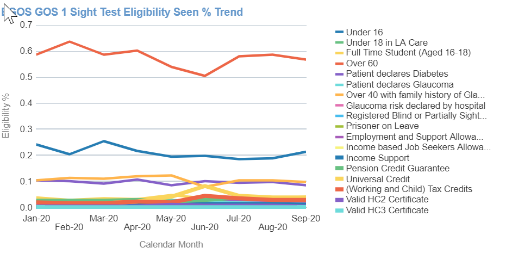 SOS GOS 1 Sight Test Eligibility Seen % Trend
0.7
0.6
0.5
0.4
0.3
0.2
0.1
0.0
Eligibility %
Jan-20
Feb-20
Mar-20
Apr-20
May-20
Jun-20
Jul-20
Aug-20
Sep-20
Calendar Month
Under 16
Under 18 in LA Care
Full Time Student (Aged 16-18)
Over 60
Patient declares Diabetes
Patient declares Glaucoma
Over 40 with family history of Gla...
Glaucoma risk declared by hospital
Registered Blind or Partially Sight...
Prisoner on Leave
Employment and Support Allowa...
Income based Job Seekers Allowa...
Income Support
Pension Credit Guarantee
Universal Credit
(Working and Child) Tax Credits
Valid HC2 Certificate
Valid HC3 Certificate